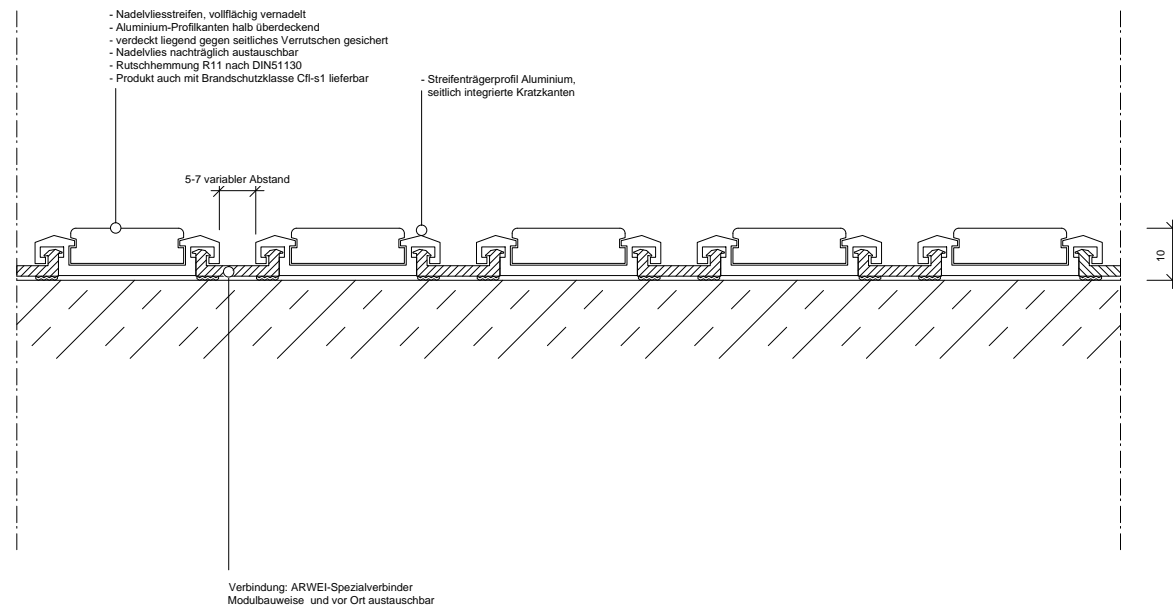 - Nadelvliesstreifen, vollflächig vernadelt
- Aluminium-Profilkanten halb überdeckend
- verdeckt liegend gegen seitliches Verrutschen gesichert
- Nadelvlies nachträglich austauschbar
- Rutschhemmung R11 nach DIN51130
- Produkt auch mit Brandschutzklasse Cfl-s1 lieferbar
- Streifenträgerprofil Aluminium,
seitlich integrierte Kratzkanten
5-7 variabler Abstand
10
Verbindung: ARWEI-Spezialverbinder
Modulbauweise und vor Ort austauschbar